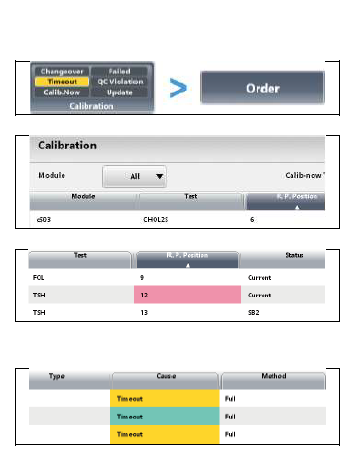 Changeover Failed
Timeout QC Violation
Calib.Now Update
Calibration
> Order
Calibration
Module All Calib-now
Module Test R. P. Position
c503 CHOL2S 6
Test R. P. Position Status
FOL 9 Current
TSH 12 Current
TSH 13 SB2
Type Cause Method
Timeout Full
Timeout Full
Timeout Full